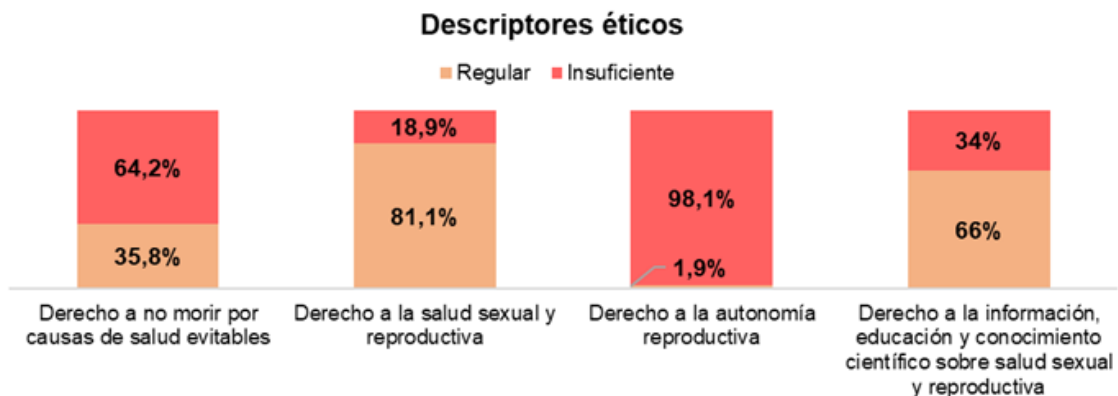 Descriptores éticos
Regular Insuficiente
64,2%
35,8%
18,9%
81,1%
98,1%
1,9%
34%
66%
Derecho a no morir por
causas de salud evitables
Derecho a la salud sexual y
reproductiva
Derecho a la autonomía
reproductiva
Derecho a la información,
educación y conocimiento
científico sobre salud sexual
y reproductiva